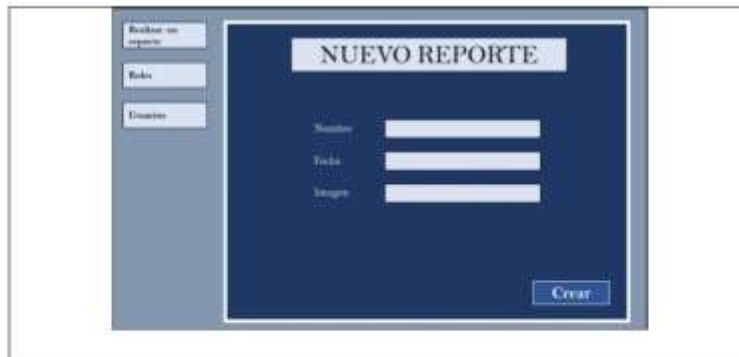 Realizar un
reporte
Roles
Usuarios
NUEVO REPORTE
Nombre
Fecha
Imagen
Crear